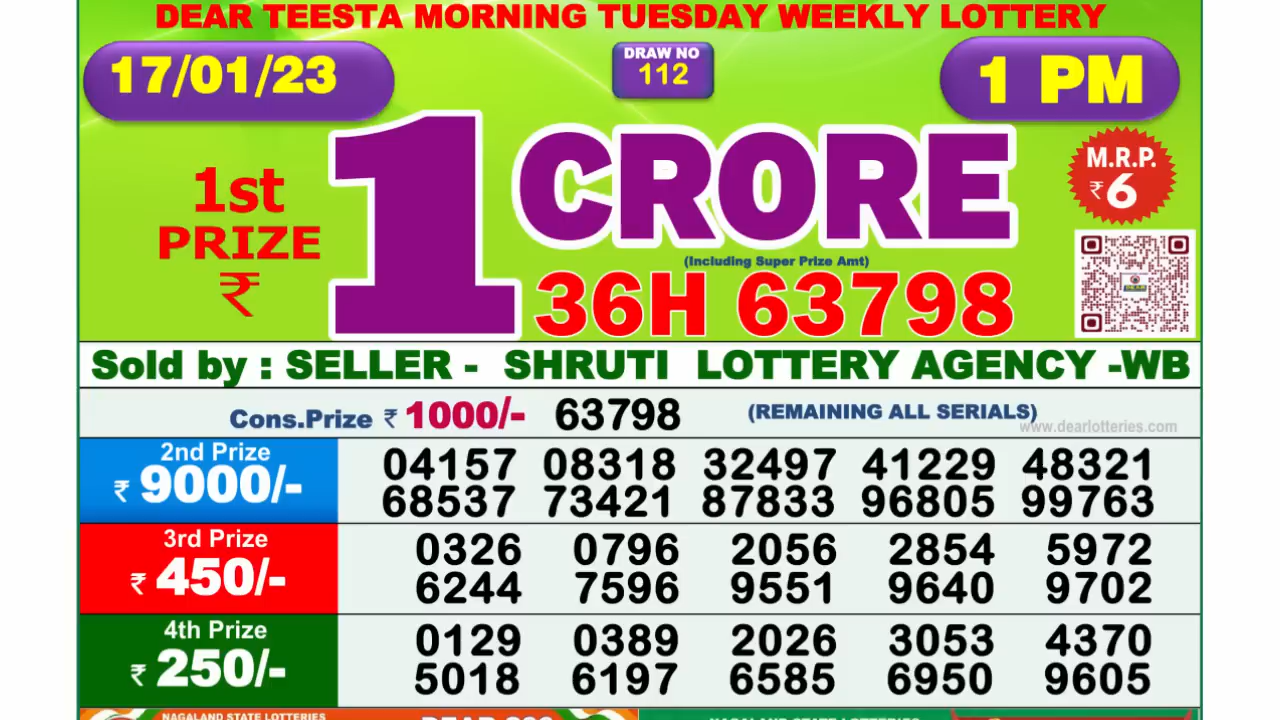 DEAR TEESTA MORNING TUESDAY WEEKLY LOTTERY
17/01/23
DRAW NO
112
1 PM
1st
PRIZE
₹
1 CRORE
(Including Super Prize Amt)
36H 63798
M.R.P.
₹6
Sold by : SELLER - SHRUTI LOTTERY AGENCY -WB
Cons.Prize ₹ 1000/- 63798 (REMAINING ALL SERIALS)
www.dearlotteries.com
2nd Prize
₹ 9000/-
04157 08318 32497 41229 48321
68537 73421 87833 96805 99763
3rd Prize
₹ 450/-
0326 0796 2056 2854 5972
6244 7596 9551 9640 9702
4th Prize
₹ 250/-
0129 0389 2026 3053 4370
5018 6197 6585 6950 9605
NAGALAND STATE LOTTERIES